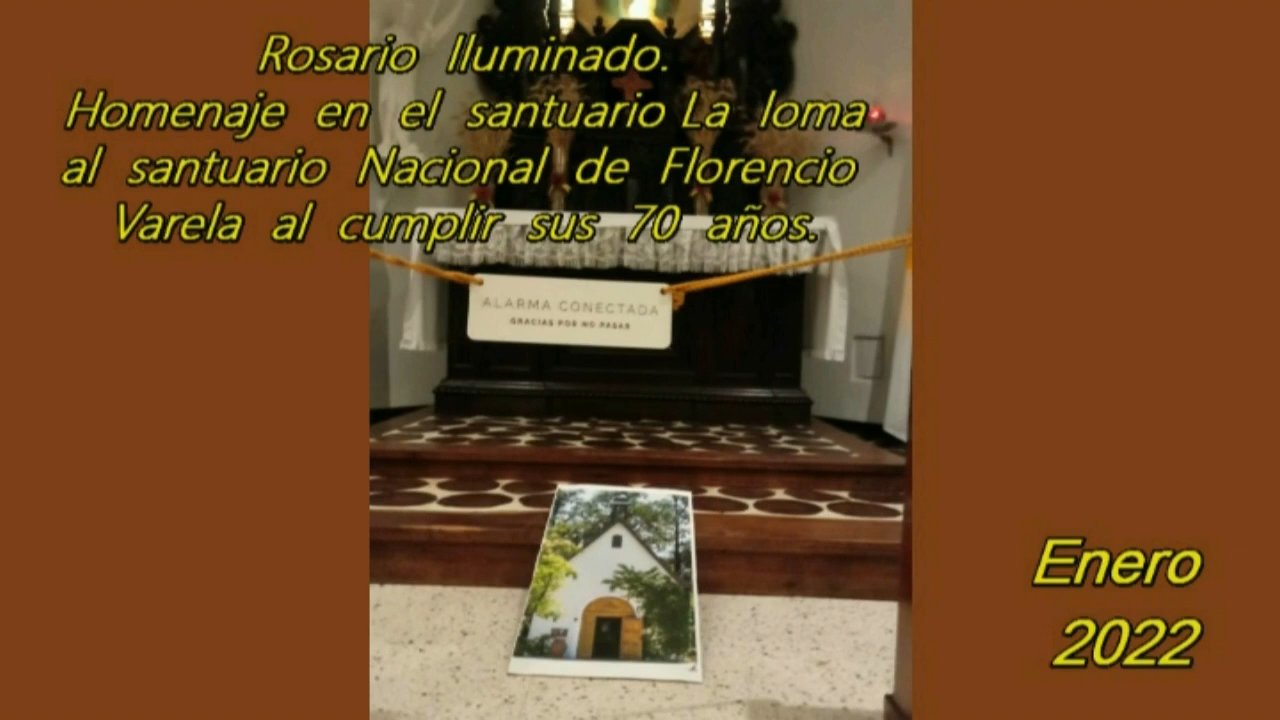 Rosario Iluminado.
Homenaje en el santuario La loma
al santuario Nacional de Florencio
Varela al cumplir sus 70 años.
ALARMA CONECTADA
GRACIAS POR NO PASAR
Enero
2022